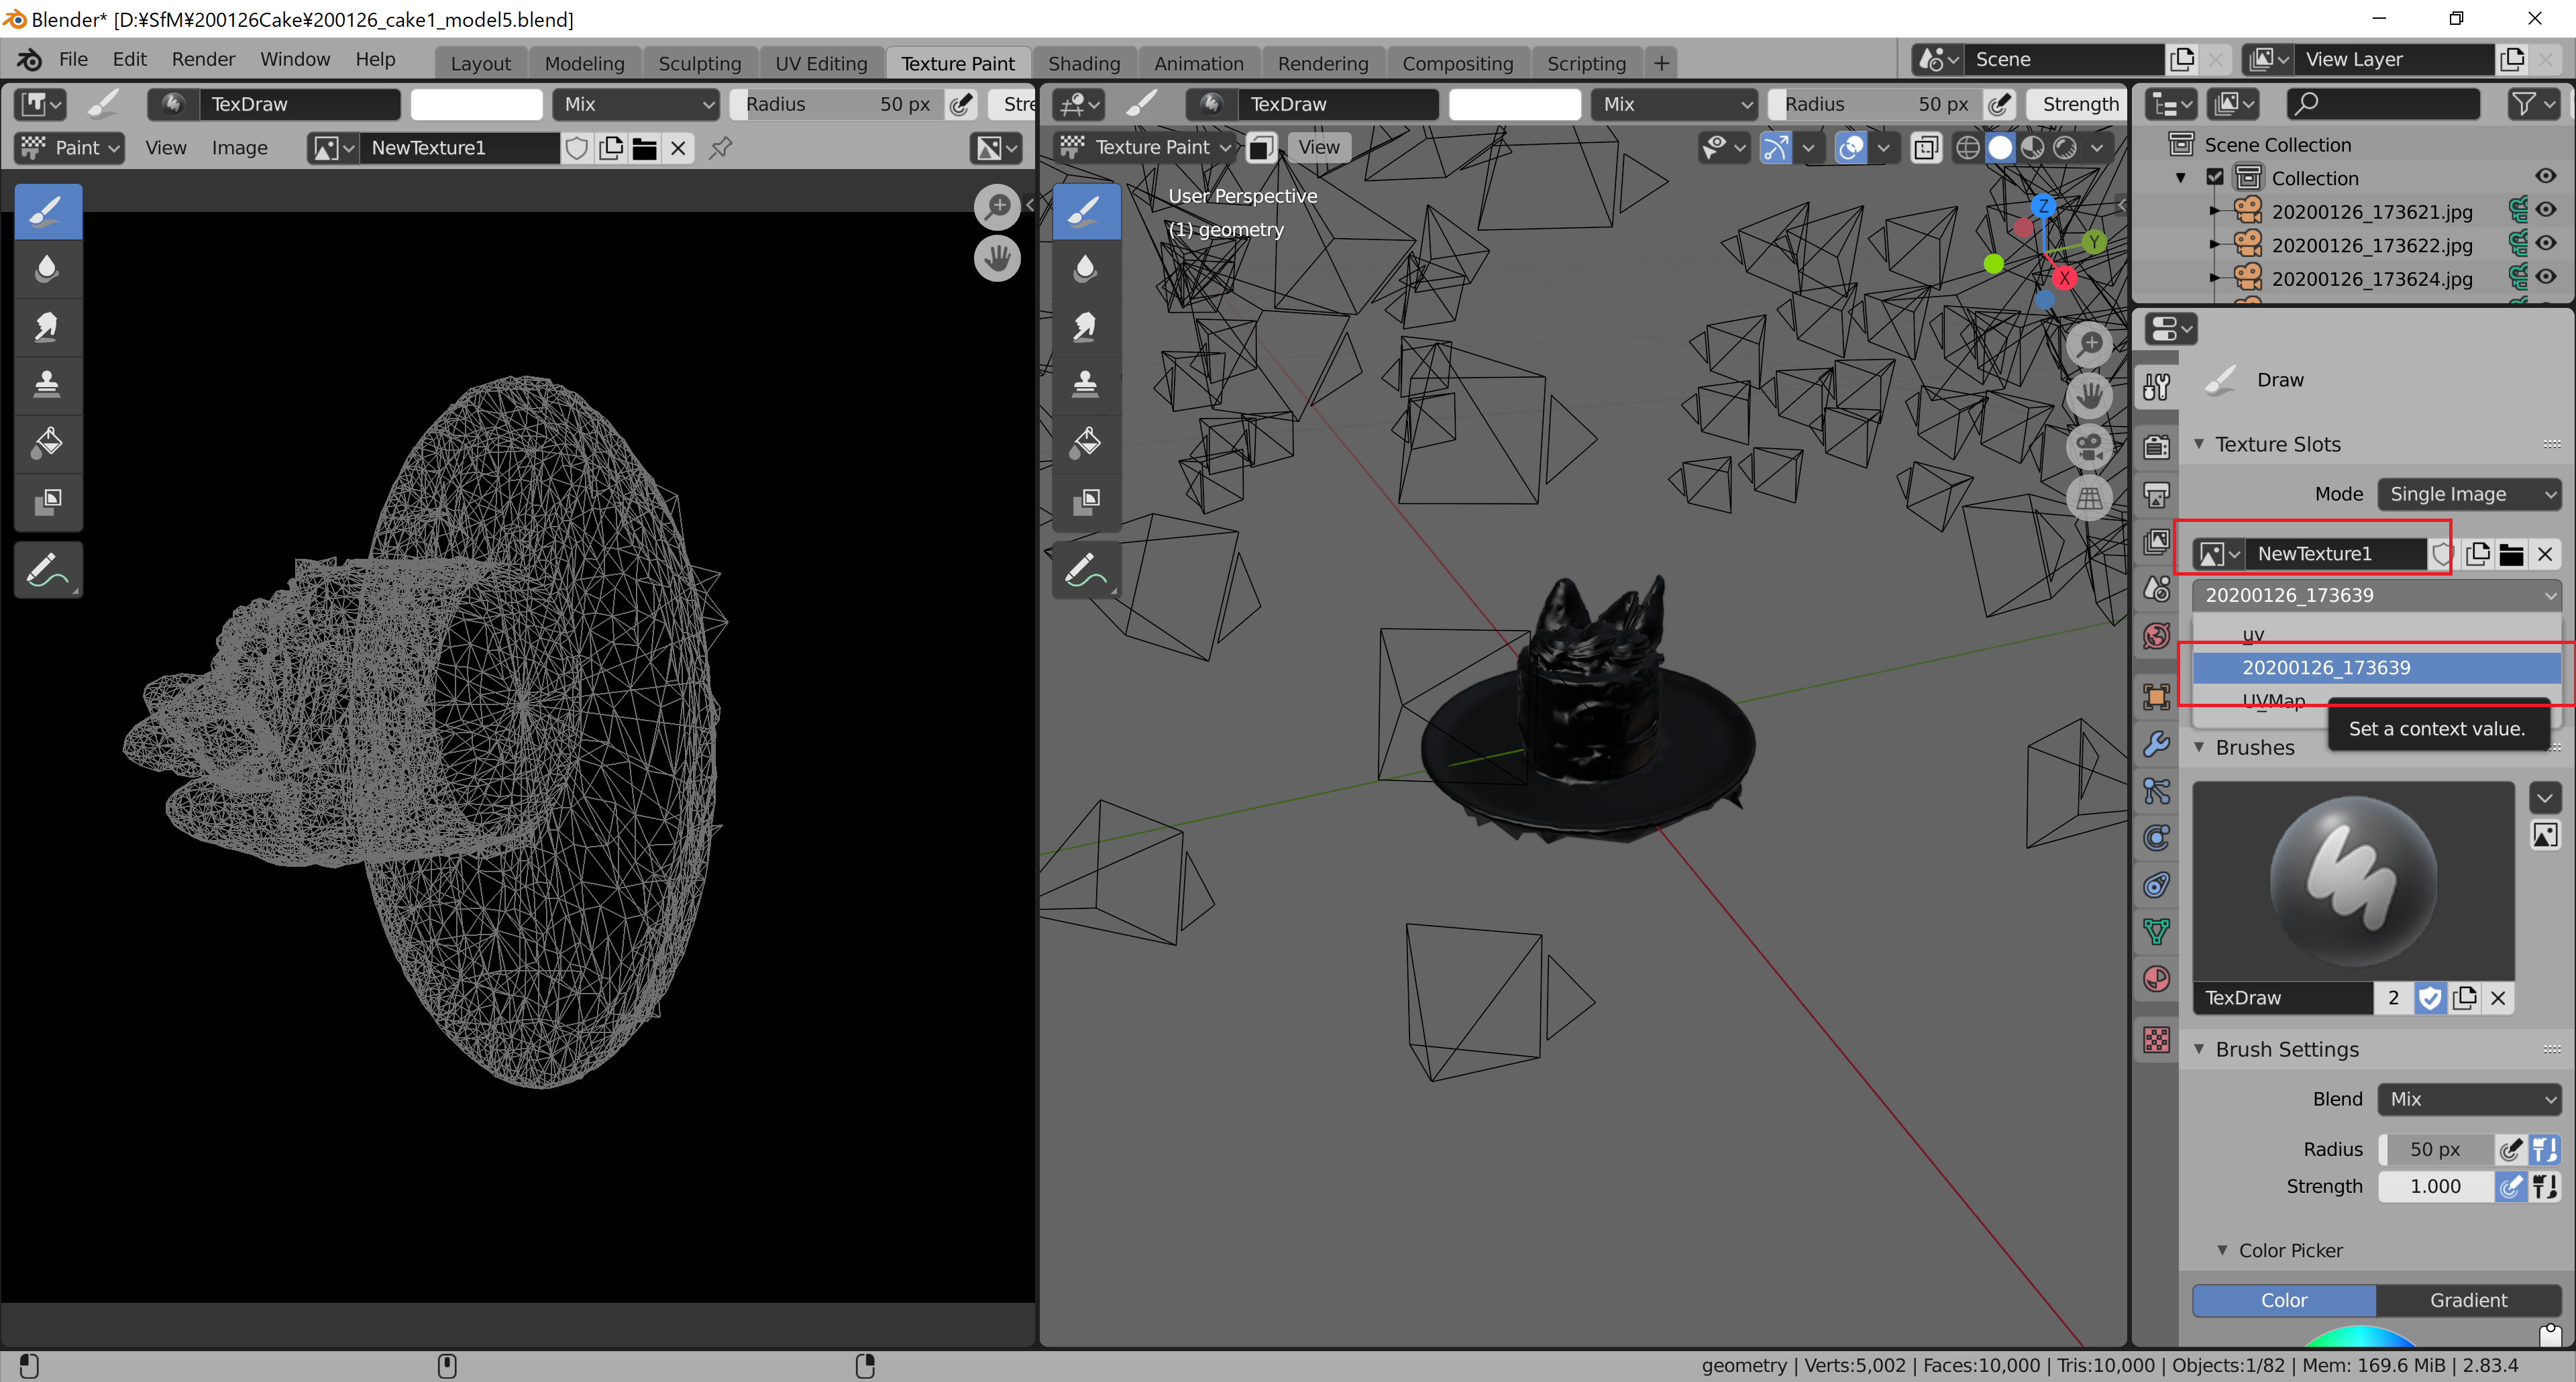 Blender* [D:¥SfM¥200126Cake¥200126_cake1_model5.blend]
File Edit Render Window Help Layout Modeling Sculpting UV Editing Texture Paint Shading Animation Rendering Compositing Scripting + Scene View Layer
TexDraw Mix Radius 50 px Stre
Paint View Image NewTexture1
TexDraw Mix Radius 50 px Strength
Texture Paint View
User Perspective
(1) geometry
Z
Y
X
Scene Collection
Collection
20200126_173621.jpg
20200126_173622.jpg
20200126_173624.jpg
Draw
Texture Slots
Mode Single Image
NewTexture1
20200126_173639
uv
20200126_173639
UVMap
Set a context value.
Brushes
TexDraw 2
Brush Settings
Blend Mix
Radius 50 px
Strength 1.000
Color Picker
Color Gradient
geometry | Verts:5,002 | Faces:10,000 | Tris:10,000 | Objects:1/82 | Mem: 169.6 MiB | 2.83.4